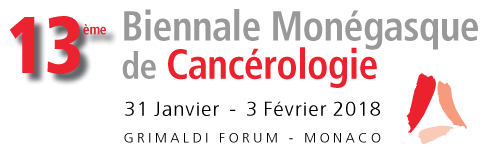 13ème Biennale Monégasque
de Cancérologie
31 Janvier - 3 Février 2018
GRIMALDI FORUM - MONACO